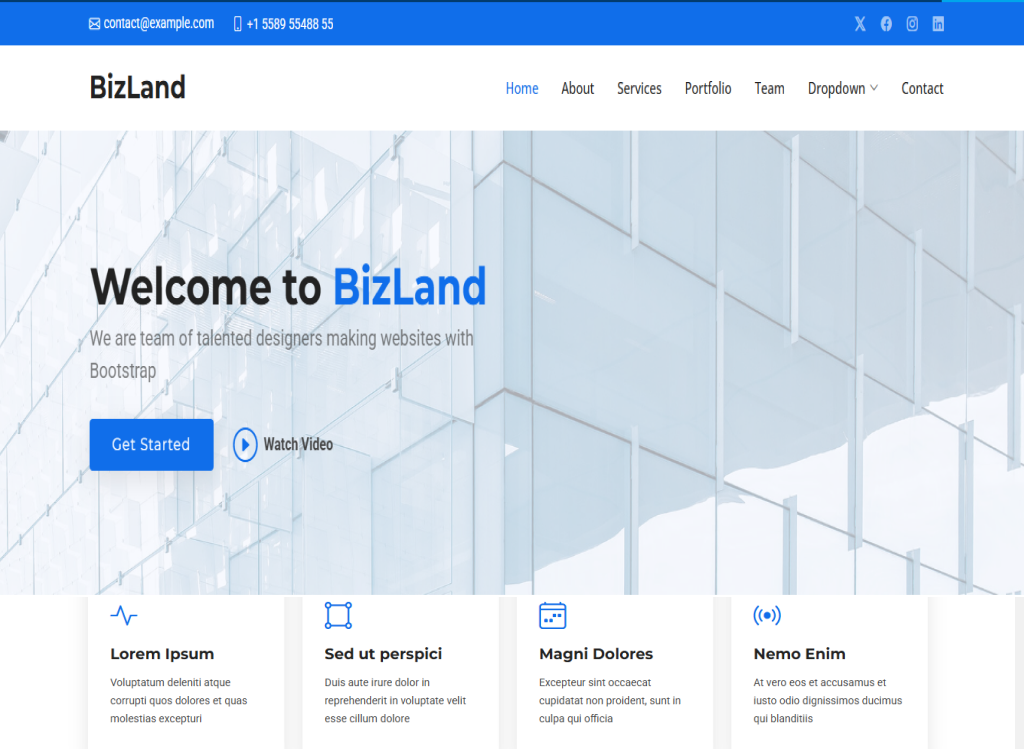 contact@example.com +1 5589 55488 55
BizLand
Home About Services Portfolio Team Dropdown Contact
Welcome to BizLand
We are team of talented designers making websites with
Bootstrap
Get Started Watch Video
Lorem Ipsum
Voluptatum deleniti atque
corrupti quos dolores et quas
molestias excepturi
Sed ut perspici
Duis aute irure dolor in
reprehenderit in voluptate velit
esse cillum dolore
Magni Dolores
Excepteur sint occaecat
cupidatat non proident, sunt in
culpa qui officia
Nemo Enim
At vero eos et accusamus et
iusto odio dignissimos ducimus
qui blanditiis